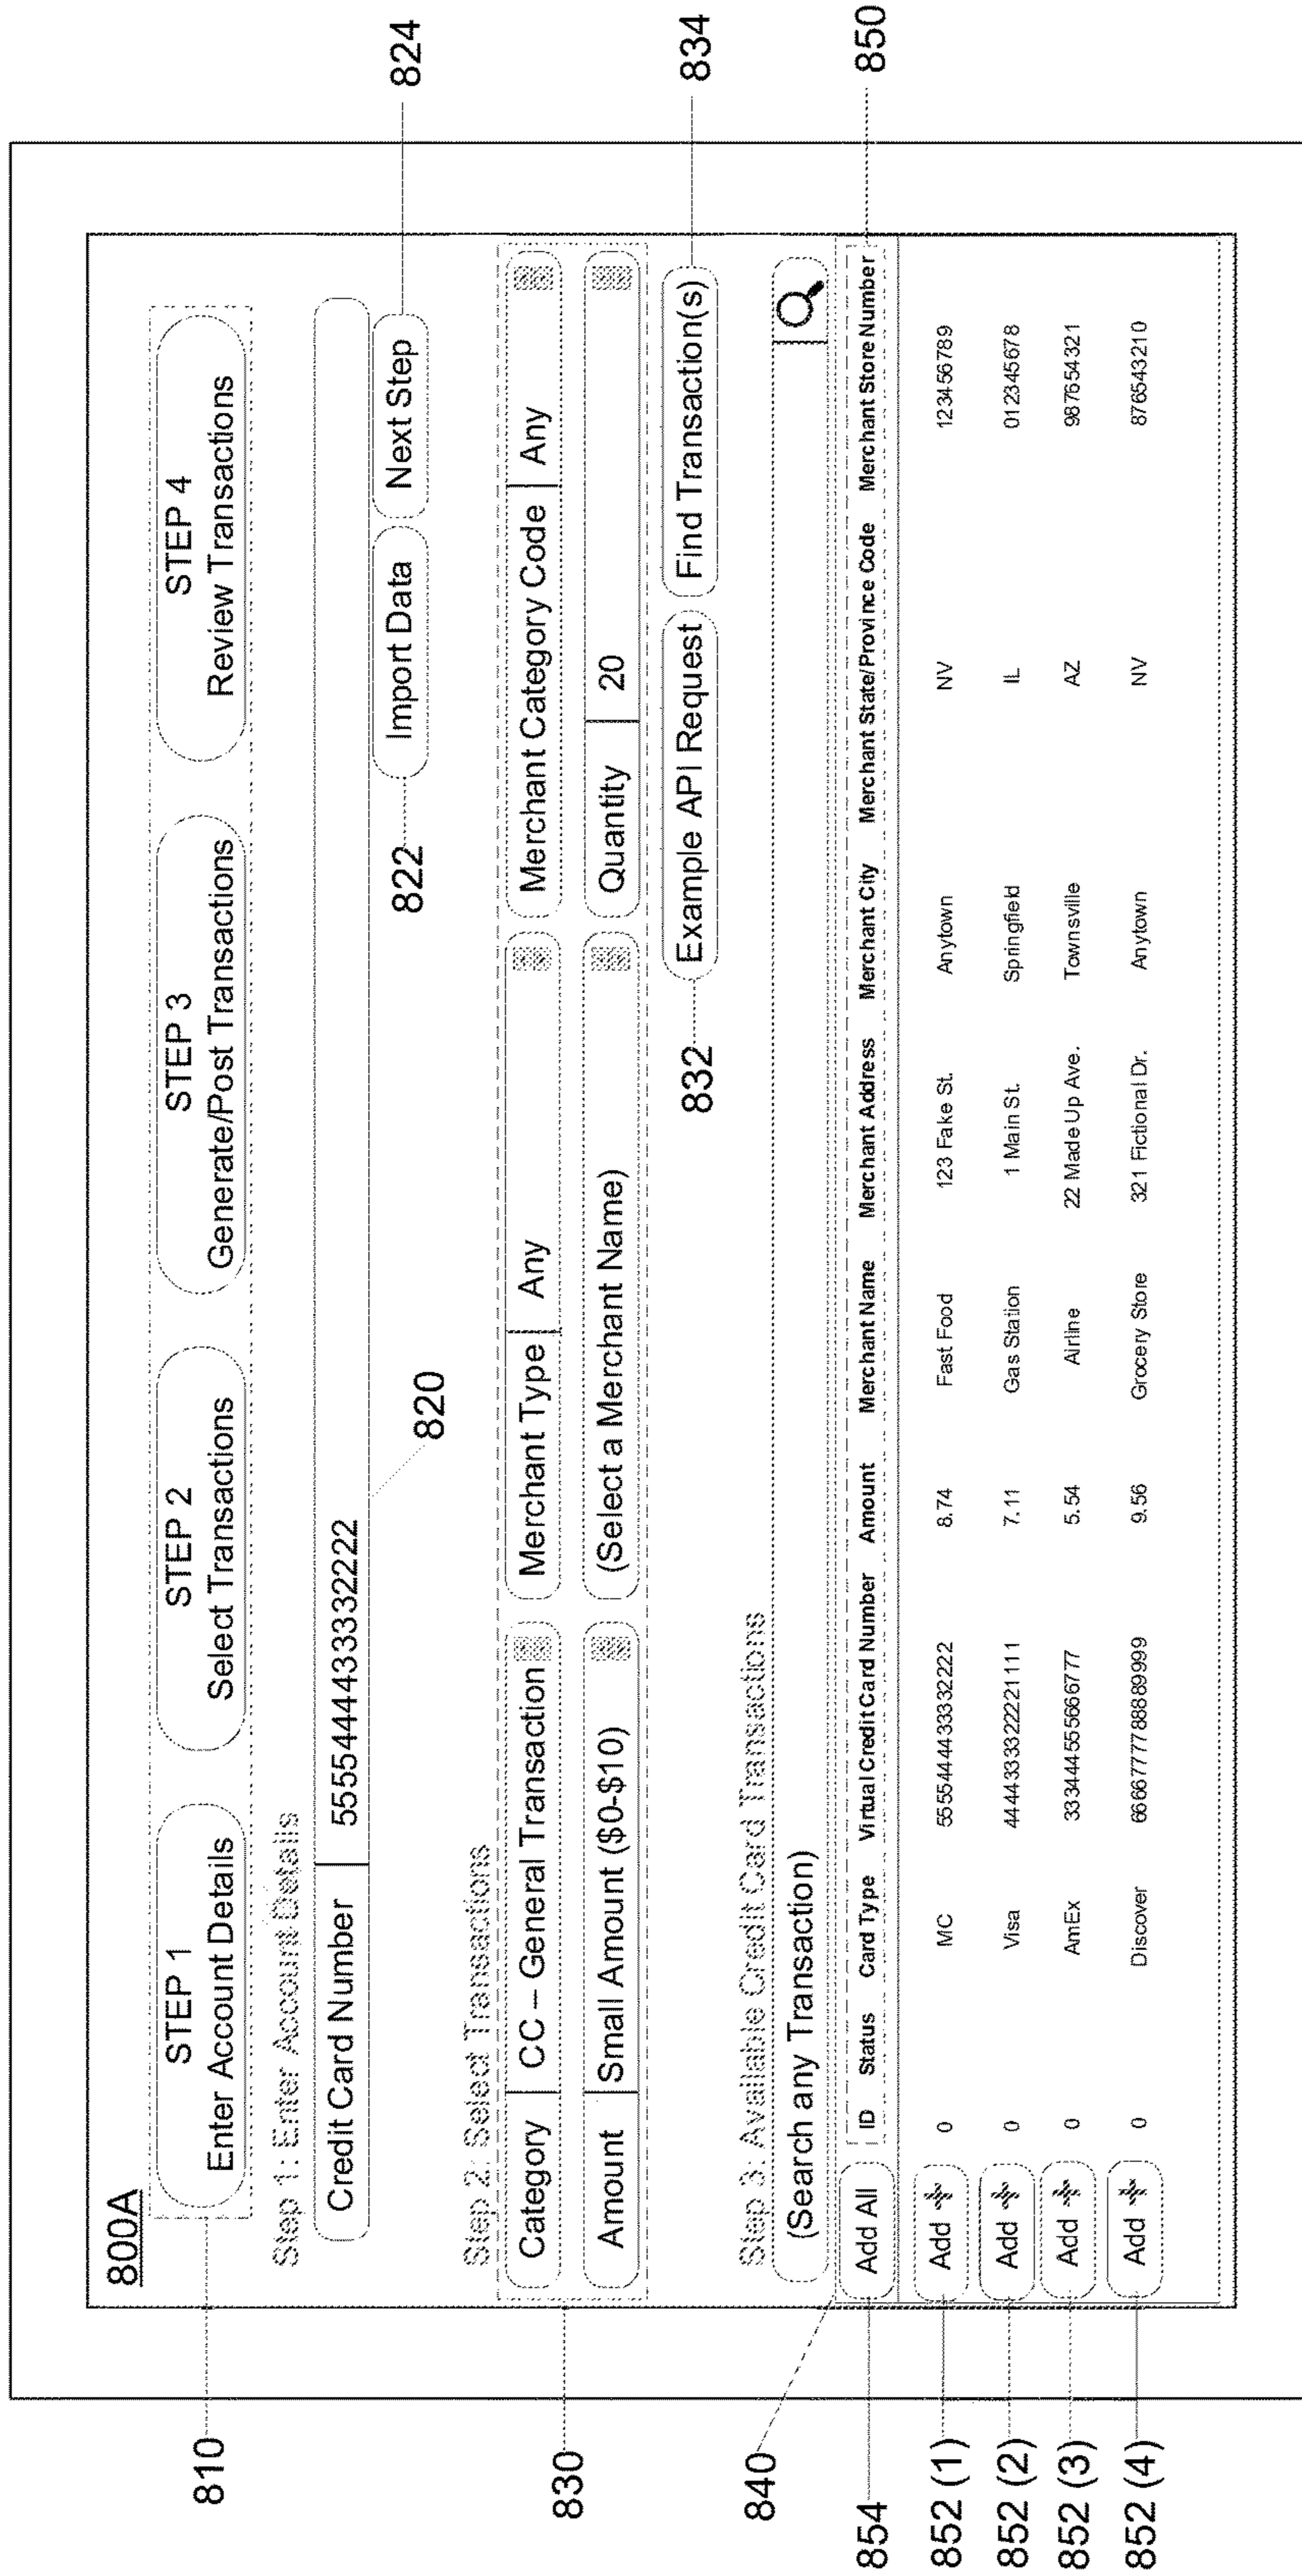 800A
810
STEP 1
Enter Account Details
STEP 2
Select Transactions
STEP 3
Generate/Post Transactions
STEP 4
Review Transactions
Step 1: Enter Account Details
Credit Card Number 5555444433332222
820
822 Import Data Next Step 824
Step 2: Select Transactions
830
Category CC – General Transaction Merchant Type Any Merchant Category Code Any
Amount Small Amount ($0-$10) (Select a Merchant Name) Quantity 20
832 Example API Request Find Transaction(s) 834
Step 3: Available Credit Card Transactions
840
(Search any Transaction)
854 Add All ID Status Card Type Virtual Credit Card Number Amount Merchant Name Merchant Address Merchant City Merchant State/Province Code Merchant Store Number 850
852 (1) Add + 0 MC 5555444433332222 8.74 Fast Food 123 Fake St. Anytown NV 123456789
852 (2) Add + 0 Visa 4444333322221111 7.11 Gas Station 1 Main St. Springfield IL 012345678
852 (3) Add + 0 AmEx 333444555666777 5.54 Airline 22 Made Up Ave. Townsville AZ 987654321
852 (4) Add + 0 Discover 6666777788889999 9.56 Grocery Store 321 Fictional Dr. Anytown NV 876543210